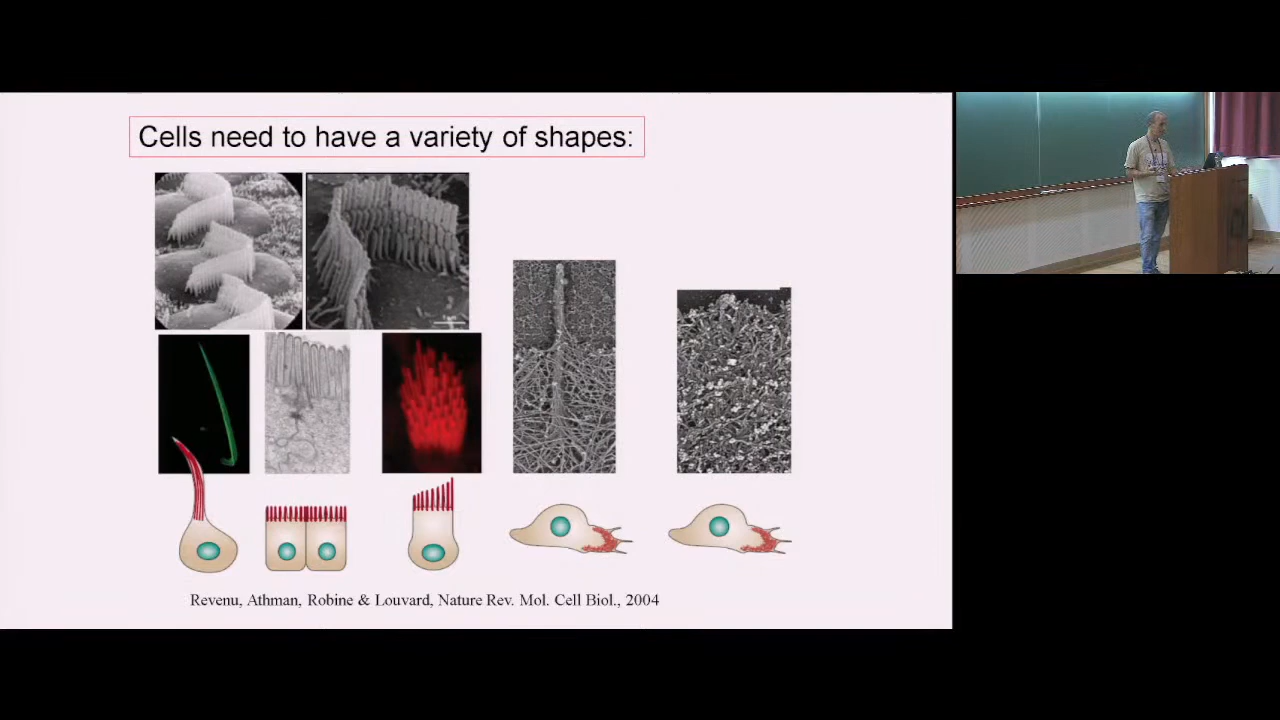 Cells need to have a variety of shapes:
Revenu, Athman, Robine & Louvard, Nature Rev. Mol. Cell Biol., 2004